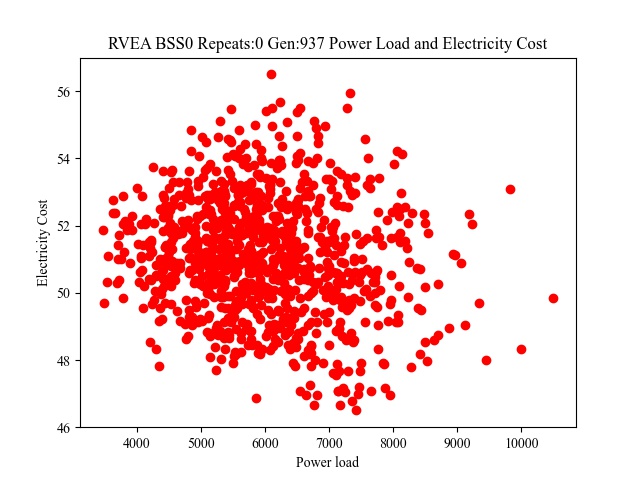 RVEA BSS0 Repeats:0 Gen:937 Power Load and Electricity Cost
56
54
52
50
48
46
Electricity Cost
4000 5000 6000 7000 8000 9000 10000
Power load